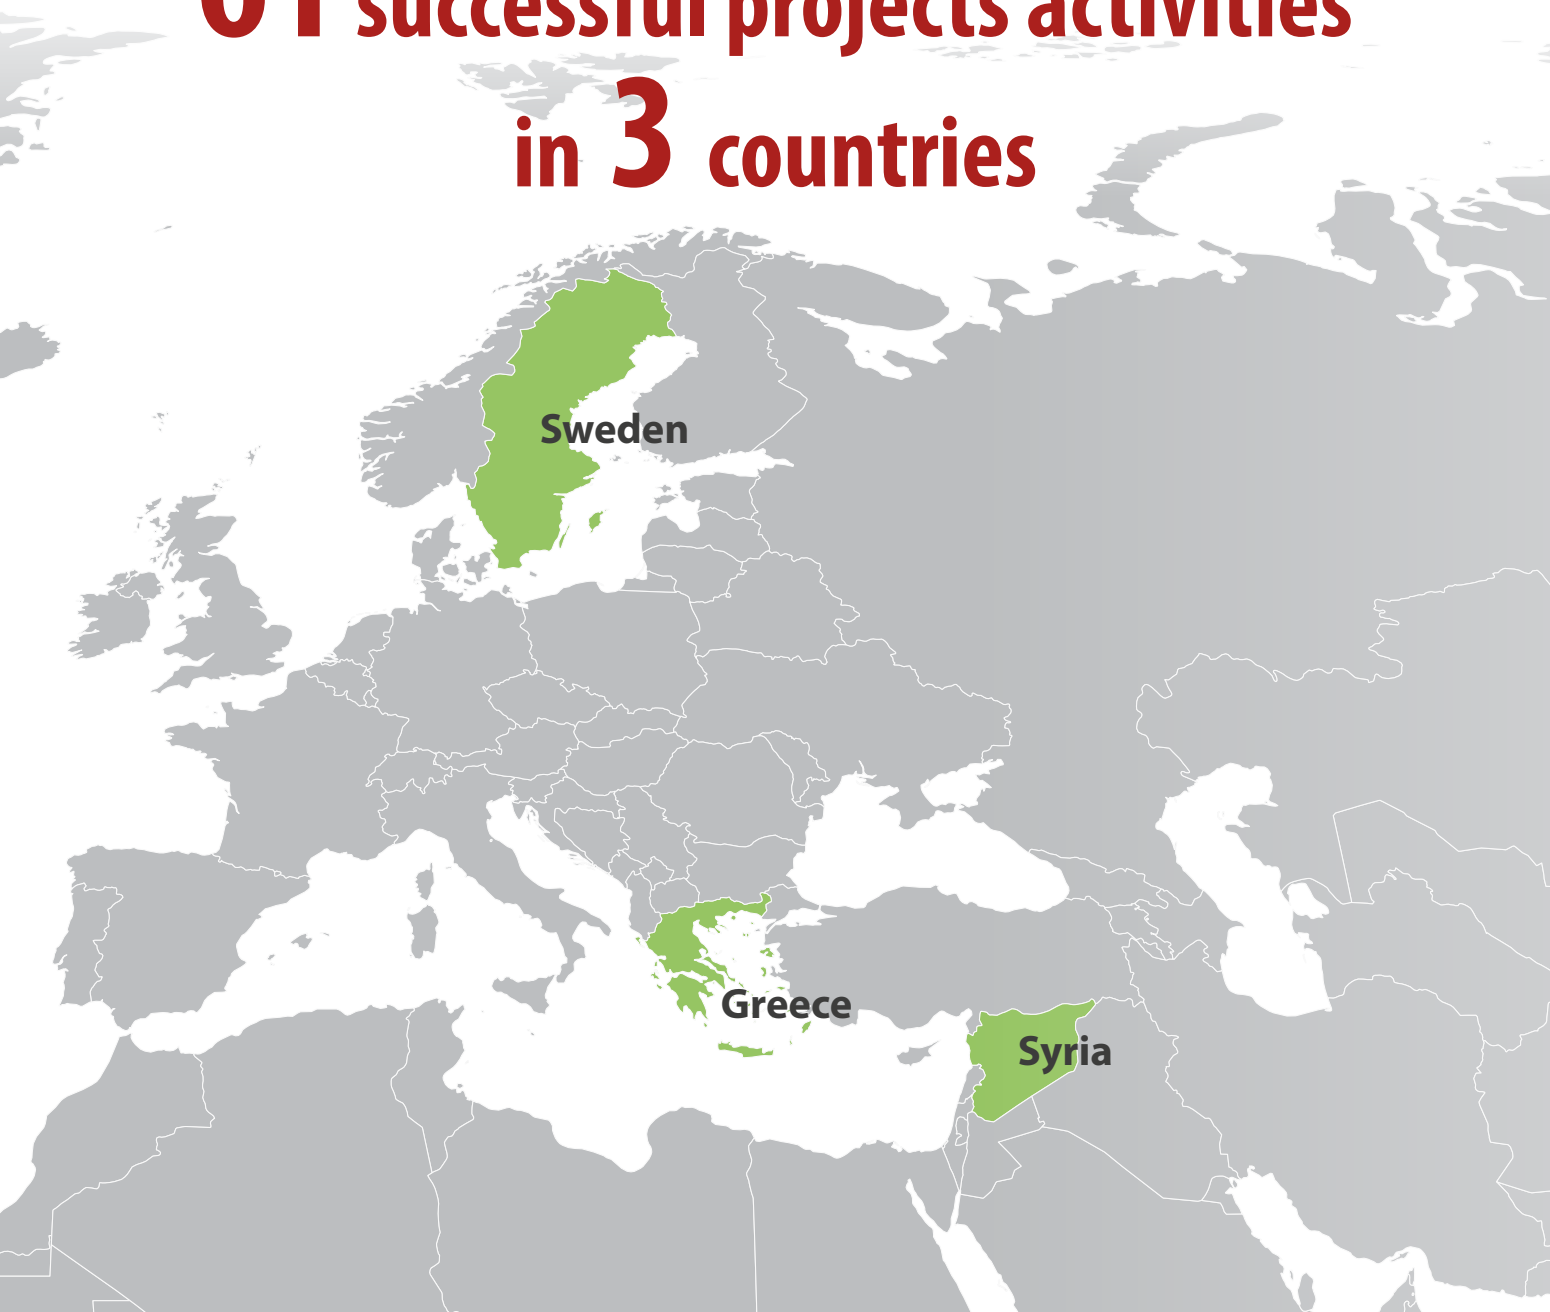 successful projects activities
in 3 countries
Sweden
Greece
Syria